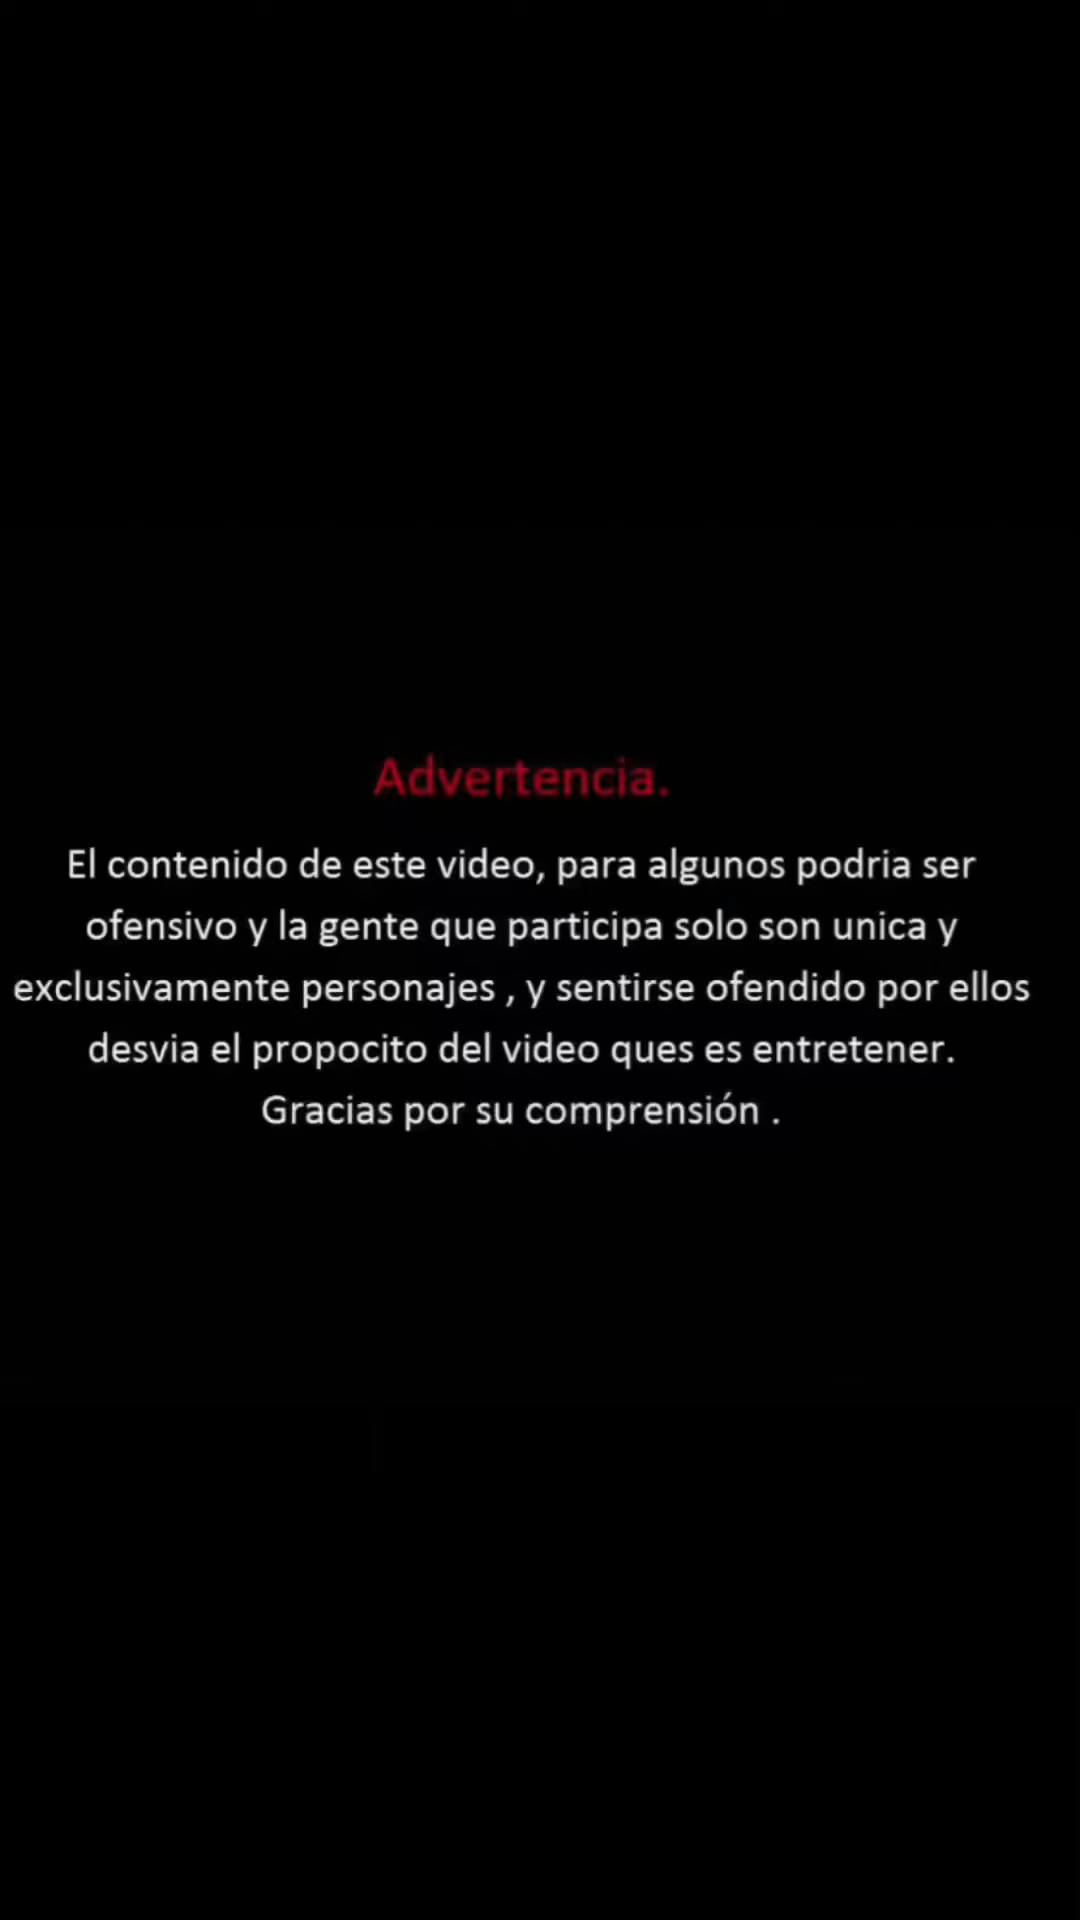 Advertencia.
El contenido de este video, para algunos podria ser
ofensivo y la gente que participa solo son unica y
exclusivamente personajes , y sentirse ofendido por ellos
desvia el propocito del video ques es entretener.
Gracias por su comprensión .